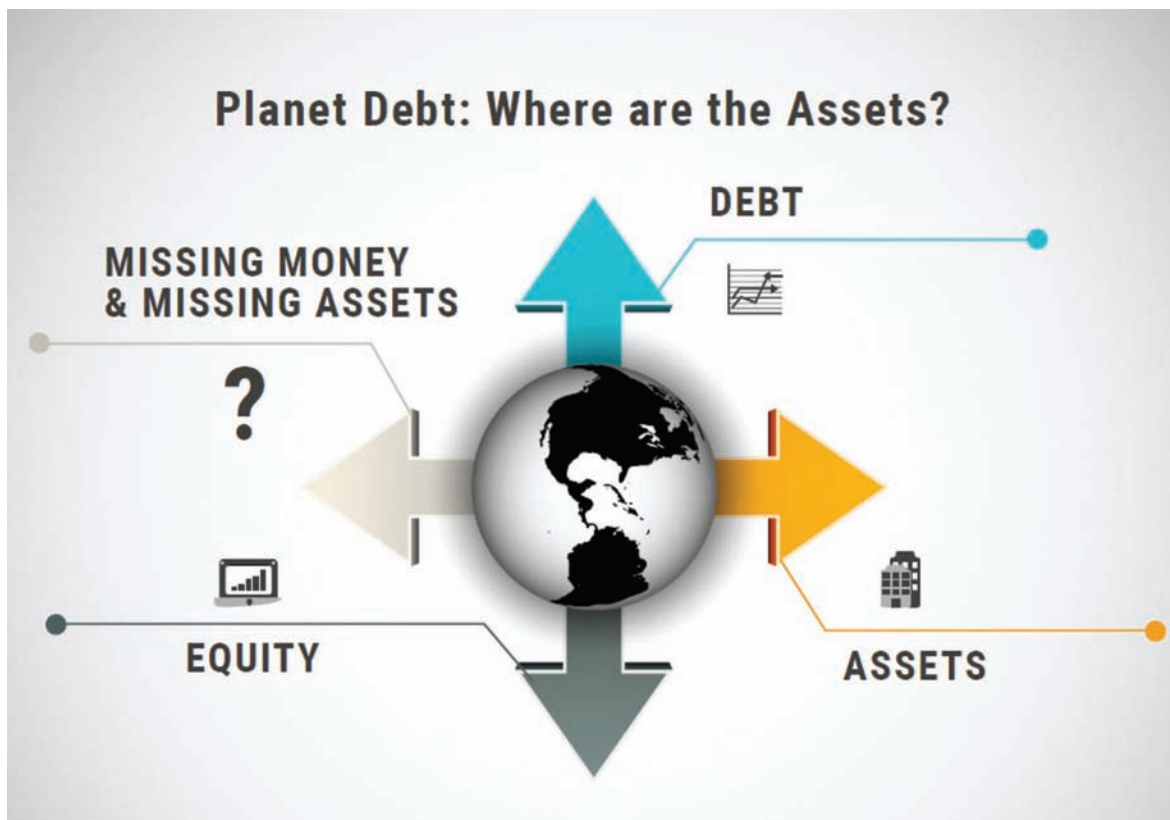 Planet Debt: Where are the Assets?
DEBT
MISSING MONEY
& MISSING ASSETS
?
EQUITY
ASSETS